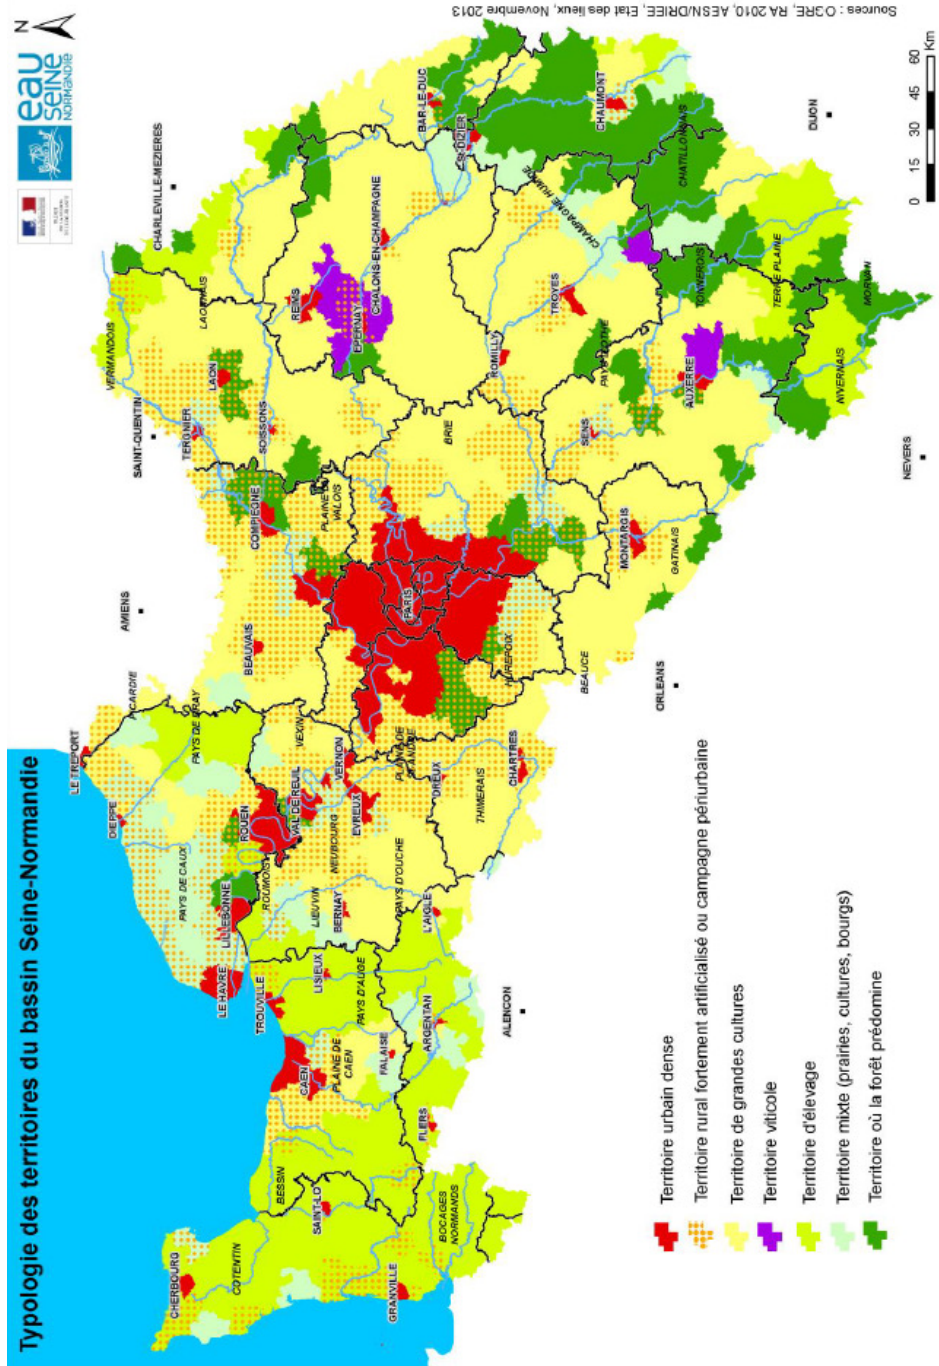 Typologie des territoires du bassin Seine-Normandie
eau
SEINE
NORMANDIE
N
CHERBOURG
COTENTIN
SAINT-LO
GRANVILLE
BOCAGES
NORMANDS
BESSIN
CAEN
PLAINE DE
CAEN
FALAISE
FLERS
ARGENTAN
ALENCON
TROUVILLE
LISIEUX
PAYS D'AUGE
LE HAVRE
LILLEBONNE
PAYS DE CAUX
ROUMOIS
LIEUVIN
BERNAY
PAYS D'OUCHE
L'AIGLE
DIEPPE
LE TREPORT
ROUEN
VAL DE REUIL
NEUBOURG
EVREUX
VERNON
PAYS DE BRAY
PICARDIE
VEXIN
PLAINE DE
DREUX
THIMERAIS
CHARTRES
AMIENS
BEAUVAIS
PARIS
HUREPOIX
BEAUCE
ORLEAN
COMPIEGNE
PLAINE DU
VALOIS
MONTARGIS
GATINAIS
SAINT-QUENTIN
VERMANDOIS
TERGNIER
LAON
SOISSONS
BRIE
SENS
NEVERS
LAONNAIS
REIMS
EPERNAY
CHALONS-EN-CHAMPAGNE
ROMILLY
TROYES
PAYS D'OTHE
AUXERRE
NIVERNAIS
MORVAN
TERRE PLAINE
TONNEROIS
CHARLEVILLE-MEZIERES
BAR-LE-DUC
St-DIZIER
CHAMPAGNE HUMIDE
CHAUMONT
CHATILLONNAIS
DIJON
Territoire urbain dense
Territoire rural fortement artificialisé ou campagne périurbaine
Territoire de grandes cultures
Territoire viticole
Territoire d'élevage
Territoire mixte (prairies, cultures, bourgs)
Territoire où la forêt prédomine
0 15 30 45 60
Km
Sources : OGRE, RA 2010, AESN/DRIEE, Etat des lieux, Novembre 2013